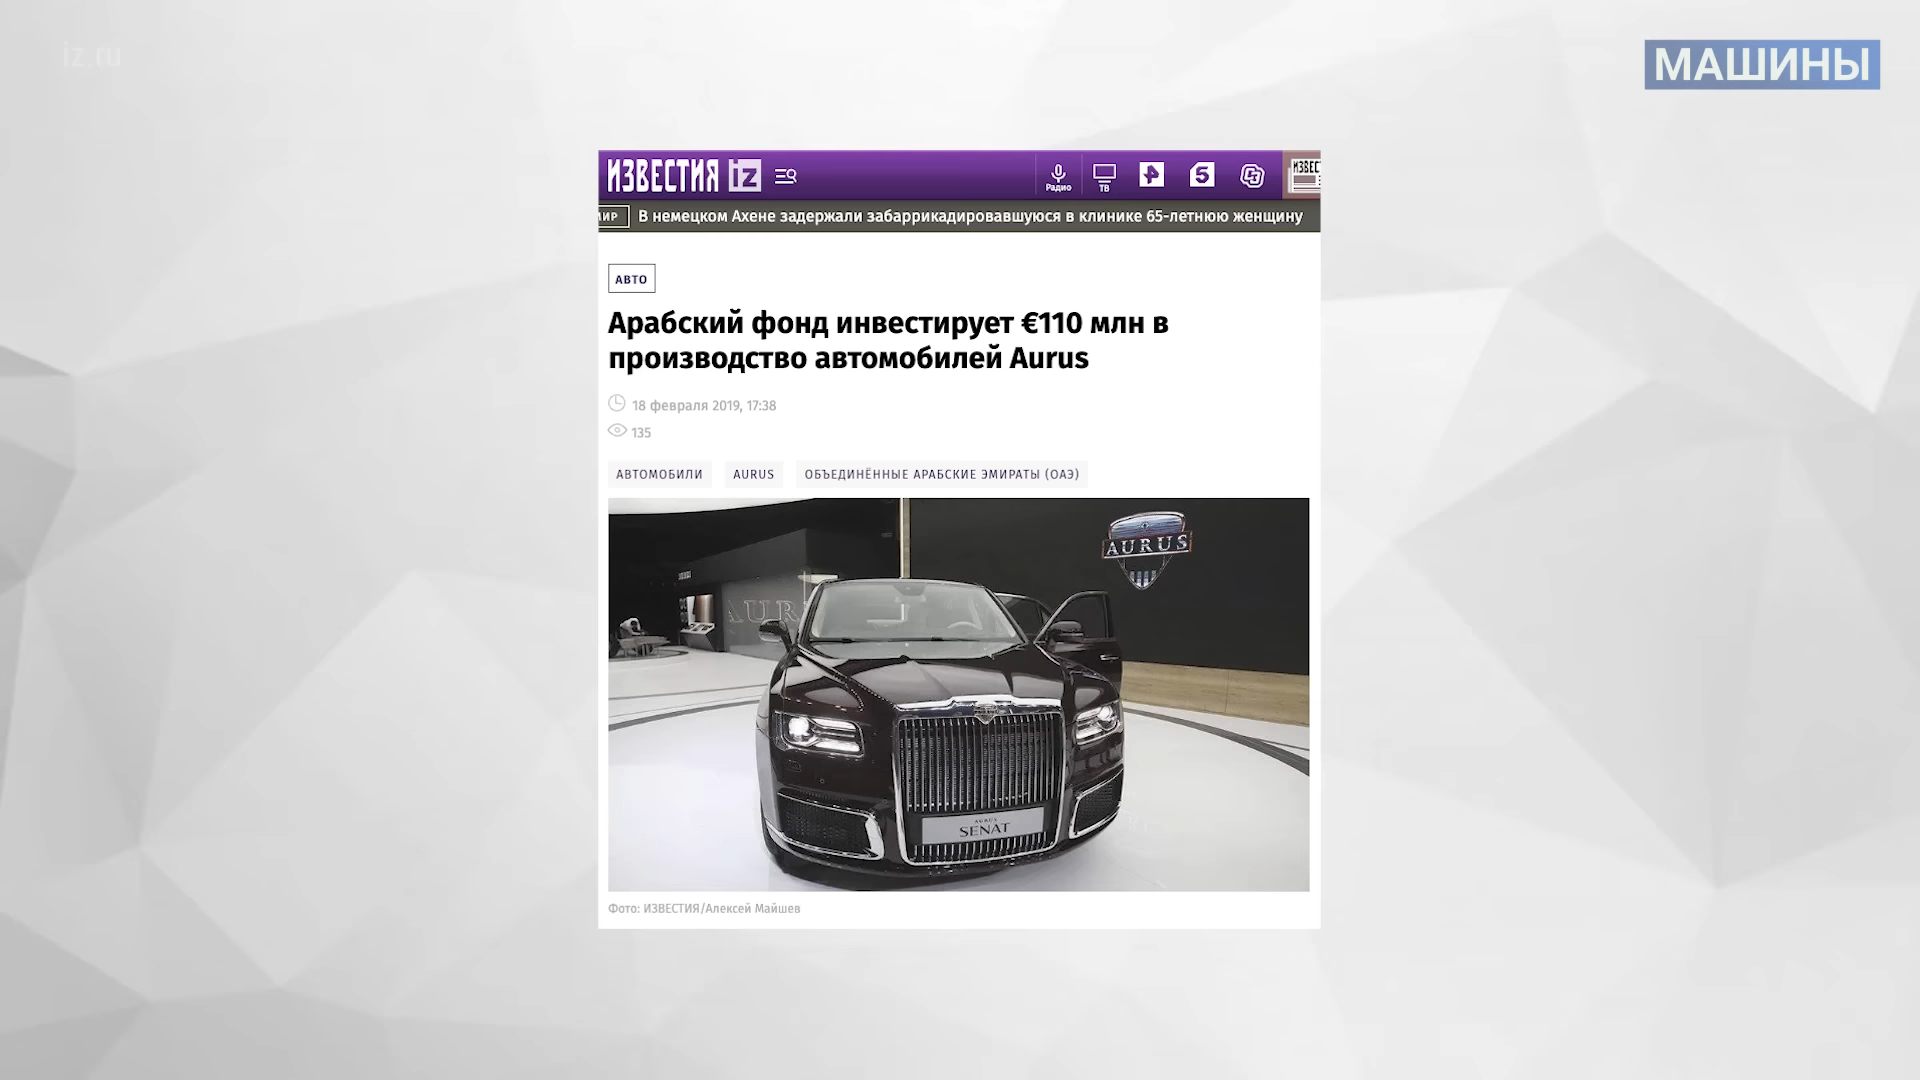 iz.ru
МАШИНЫ
ИЗВЕСТИЯ iz
Радио
ТВ
5
ИЗВЕС
МИР
В немецком Ахене задержали забаррикадировавшуюся в клинике 65-летнюю женщину
АВТО
Арабский фонд инвестирует €110 млн в
производство автомобилей Aurus
18 февраля 2019, 17:38
135
АВТОМОБИЛИ
AURUS
ОБЪЕДИНЁННЫЕ АРАБСКИЕ ЭМИРАТЫ (ОАЭ)
AURUS
AUR
AURUS
SENAT
Фото: ИЗВЕСТИЯ/Алексей Майшев